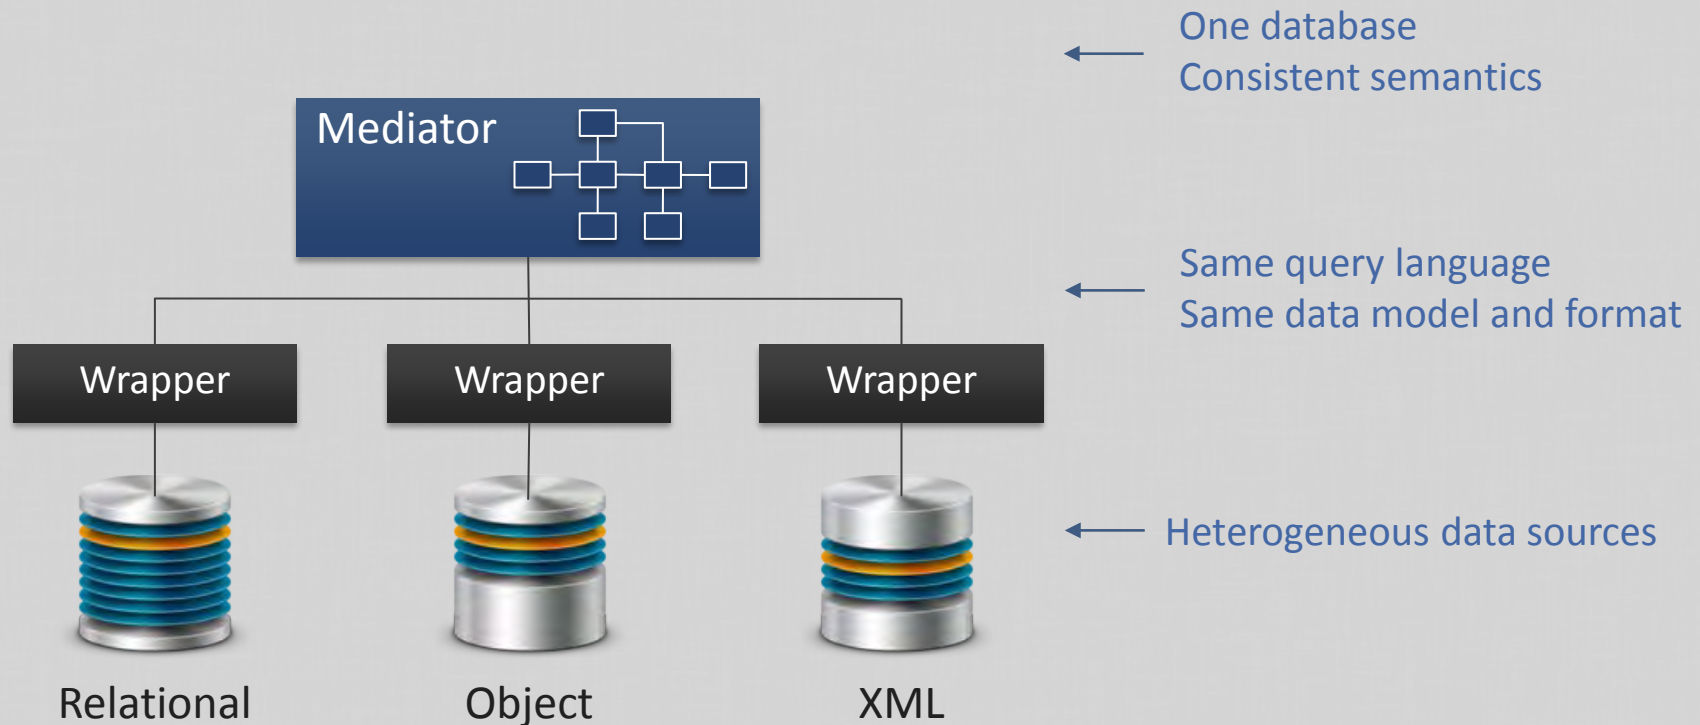 One database
Consistent semantics
Mediator
Same query language
Same data model and format
Wrapper
Wrapper
Wrapper
Heterogeneous data sources
Relational
Object
XML